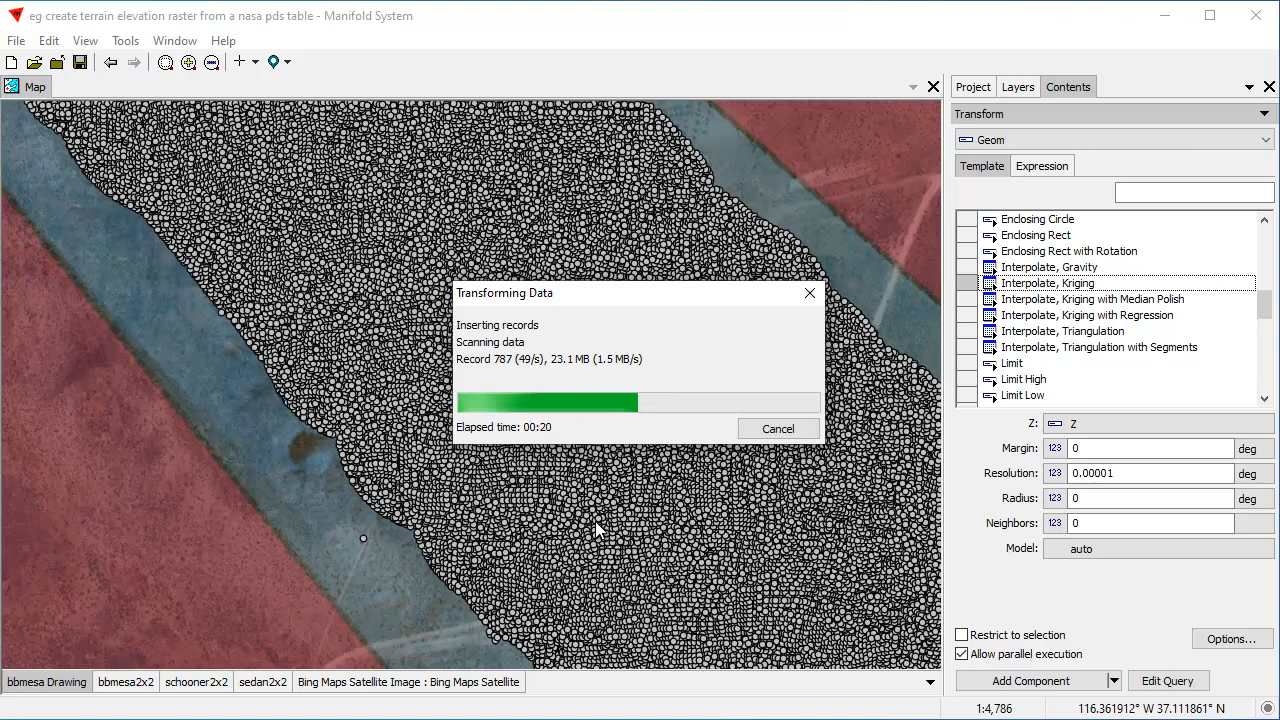 eg create terrain elevation raster from a nasa pds table - Manifold System
File Edit View Tools Window Help
Map
Project Layers Contents
Transform
Geom
Template Expression
Enclosing Circle
Enclosing Rect
Enclosing Rect with Rotation
Interpolate, Gravity
Interpolate, Kriging
Interpolate, Kriging with Median Polish
Interpolate, Kriging with Regression
Interpolate, Triangulation
Interpolate, Triangulation with Segments
Limit
Limit High
Limit Low
Transforming Data
Inserting records
Scanning data
Record 787 (49/s), 23.1 MB (1.5 MB/s)
Elapsed time: 00:20 Cancel
Z: Z
Margin: 123 0 deg
Resolution: 123 0.00001 deg
Radius: 123 0 deg
Neighbors: 123 0
Model: auto
Restrict to selection Options...
Allow parallel execution
Add Component Edit Query
bbmesa Drawing bbmesa2x2 schooner2x2 sedan2x2 Bing Maps Satellite Image : Bing Maps Satellite
1:4,786 116.361912° W 37.111861° N